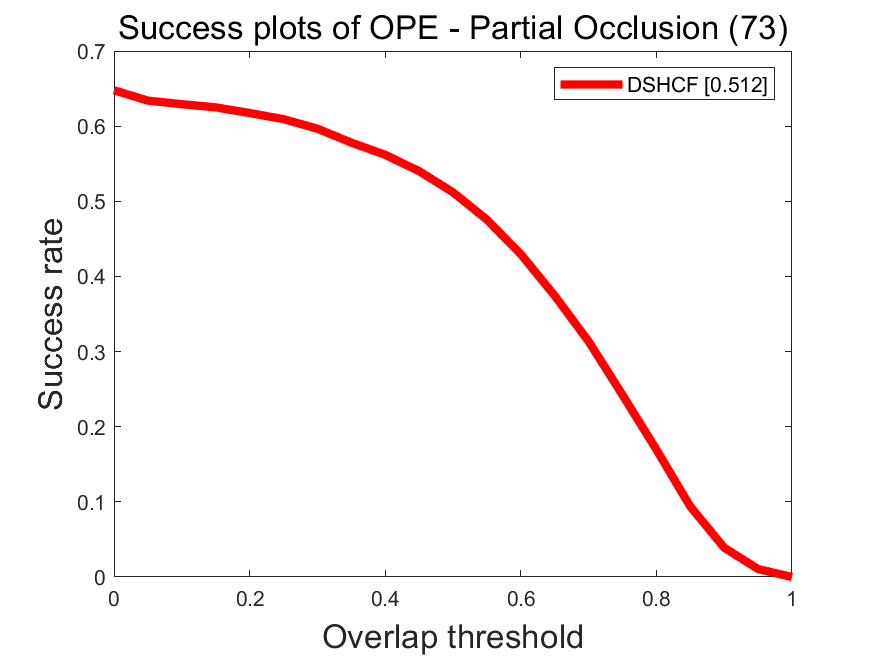 Success plots of OPE - Partial Occlusion (73)
DSHCF [0.512]
Success rate
0.7
0.6
0.5
0.4
0.3
0.2
0.1
0
0 0.2 0.4 0.6 0.8 1
Overlap threshold